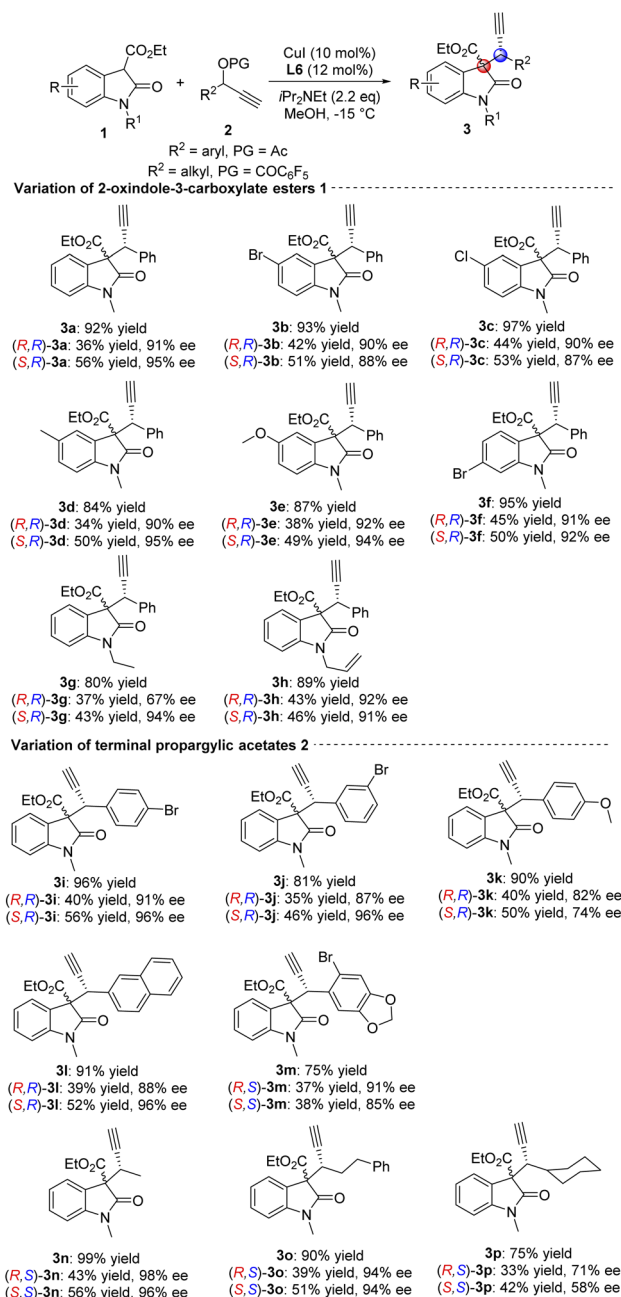 CO₂Et
OPG
CuI (10 mol%)
L6 (12 mol%)
iPr₂NEt (2.2 eq)
MeOH, -15 °C
EtO₂C
R²
R
O
N
R¹
+
R²
R
O
N
R¹
1
2
3
R² = aryl, PG = Ac
R² = alkyl, PG = COC₆F₅
Variation of 2-oxindole-3-carboxylate esters 1
EtO₂C
Ph
O
N
EtO₂C
Br
Ph
O
N
EtO₂C
Cl
Ph
O
N
3a: 92% yield
(R,R)-3a: 36% yield, 91% ee
(S,R)-3a: 56% yield, 95% ee
3b: 93% yield
(R,R)-3b: 42% yield, 90% ee
(S,R)-3b: 51% yield, 88% ee
3c: 97% yield
(R,R)-3c: 44% yield, 90% ee
(S,R)-3c: 53% yield, 87% ee
EtO₂C
Ph
O
N
EtO₂C
O
Ph
O
N
EtO₂C
Ph
O
Br
N
3d: 84% yield
(R,R)-3d: 34% yield, 90% ee
(S,R)-3d: 50% yield, 95% ee
3e: 87% yield
(R,R)-3e: 38% yield, 92% ee
(S,R)-3e: 49% yield, 94% ee
3f: 95% yield
(R,R)-3f: 45% yield, 91% ee
(S,R)-3f: 50% yield, 92% ee
EtO₂C
Ph
O
N
EtO₂C
Ph
O
N
3g: 80% yield
(R,R)-3g: 37% yield, 67% ee
(S,R)-3g: 43% yield, 94% ee
3h: 89% yield
(R,R)-3h: 43% yield, 92% ee
(S,R)-3h: 46% yield, 91% ee
Variation of terminal propargylic acetates 2
EtO₂C
Br
O
N
Br
EtO₂C
O
N
EtO₂C
O
O
N
3i: 96% yield
(R,R)-3i: 40% yield, 91% ee
(S,R)-3i: 56% yield, 96% ee
3j: 81% yield
(R,R)-3j: 35% yield, 87% ee
(S,R)-3j: 46% yield, 96% ee
3k: 90% yield
(R,R)-3k: 40% yield, 82% ee
(S,R)-3k: 50% yield, 74% ee
EtO₂C
O
N
Br
EtO₂C
O
O
O
N
3l: 91% yield
(R,R)-3l: 39% yield, 88% ee
(S,R)-3l: 52% yield, 96% ee
3m: 75% yield
(R,S)-3m: 37% yield, 91% ee
(S,S)-3m: 38% yield, 85% ee
EtO₂C
O
N
EtO₂C
Ph
O
N
EtO₂C
O
N
3n: 99% yield
(R,S)-3n: 43% yield, 98% ee
(S,S)-3n: 56% yield, 96% ee
3o: 90% yield
(R,S)-3o: 39% yield, 94% ee
(S,S)-3o: 51% yield, 94% ee
3p: 75% yield
(R,S)-3p: 33% yield, 71% ee
(S,S)-3p: 42% yield, 58% ee